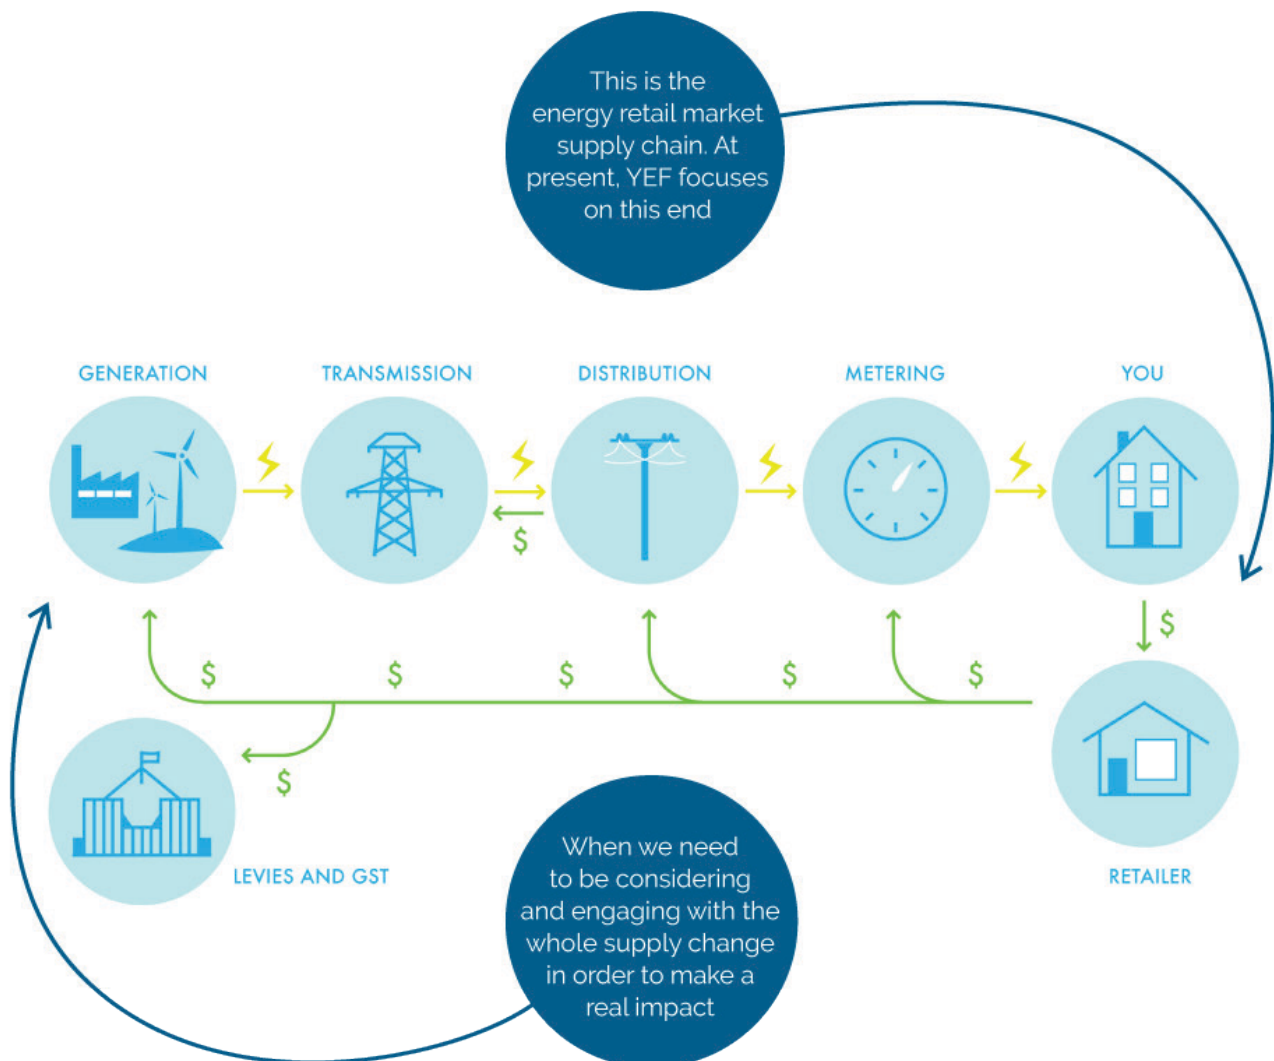 This is the
energy retail market
supply chain. At
present, YEF focuses
on this end
GENERATION
TRANSMISSION
DISTRIBUTION
METERING
YOU
$
$
$
$
$
$
$
$
LEVIES AND GST
RETAILER
When we need
to be considering
and engaging with the
whole supply change
in order to make a
real impact